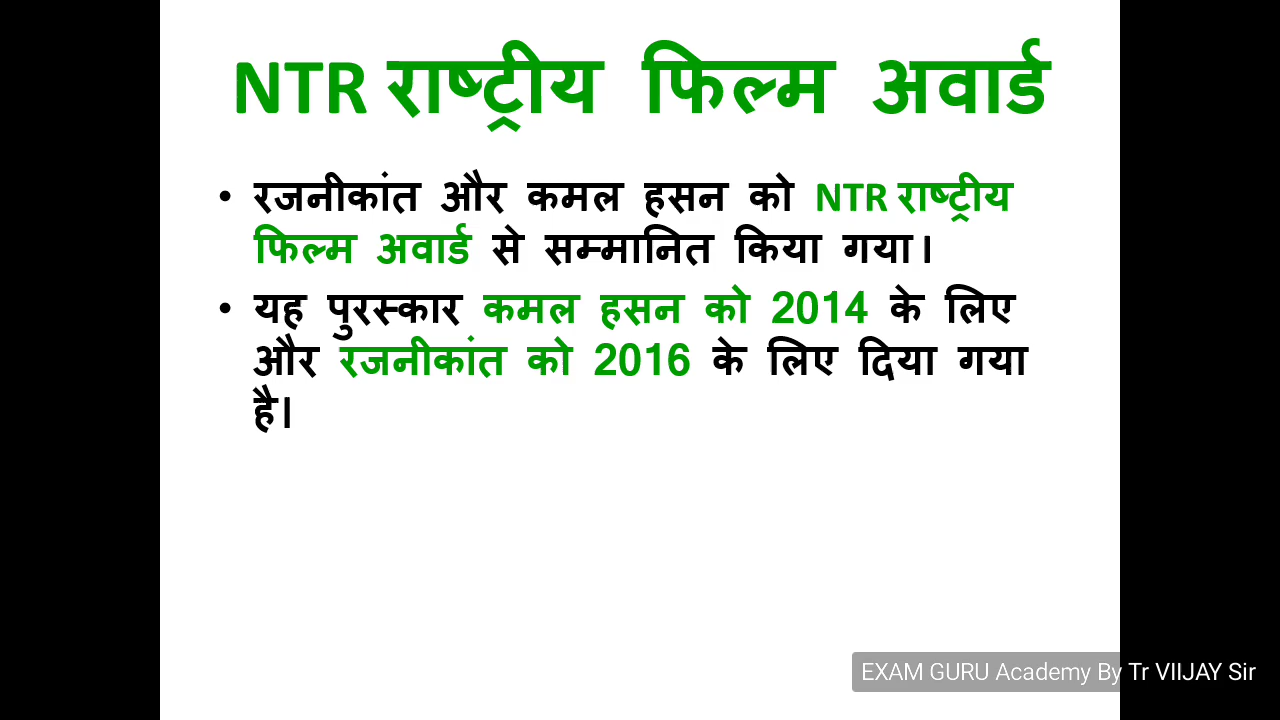 NTR राष्ट्रीय फिल्म अवार्ड
• रजनीकांत और कमल हसन को NTR राष्ट्रीय
फिल्म अवार्ड से सम्मानित किया गया।
• यह पुरस्कार कमल हसन को 2014 के लिए
और रजनीकांत को 2016 के लिए दिया गया
है।
EXAM GURU Academy By Tr VIIJAY Sir